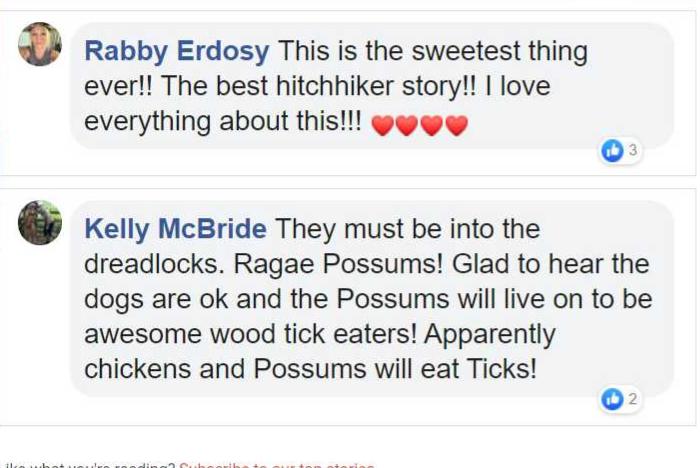 Rabby Erdosy This is the sweetest thing
ever!! The best hitchhiker story!! I love
everything about this!!! ❤❤❤❤
3
Kelly McBride They must be into the
dreadlocks. Ragae Possums! Glad to hear the
dogs are ok and the Possums will live on to be
awesome wood tick eaters! Apparently
chickens and Possums will eat Ticks!
2
ike what you're reading? Subscribe to our top stories